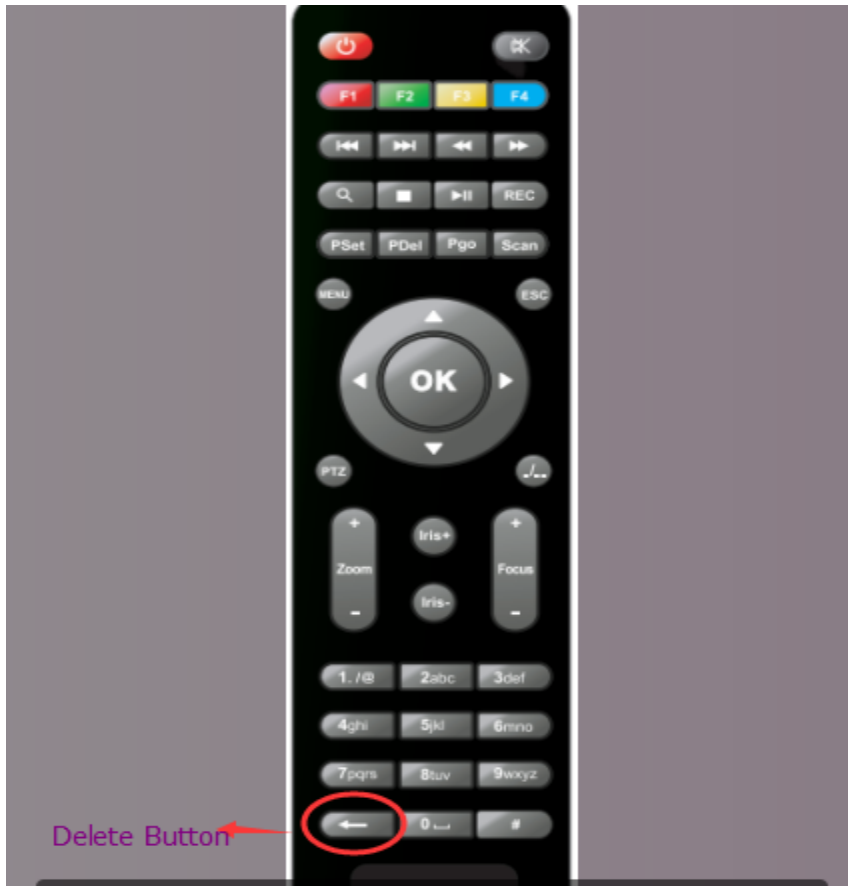 F1 F2 F3 F4
REC
PSet PDel Pgo Scan
MENU ESC
OK
PTZ -/--
+ Iris+ +
Zoom Focus
- Iris- -
1. /@ 2abc 3def
4ghi 5jkl 6mno
7pqrs 8tuv 9wxyz
0 #
Delete Button